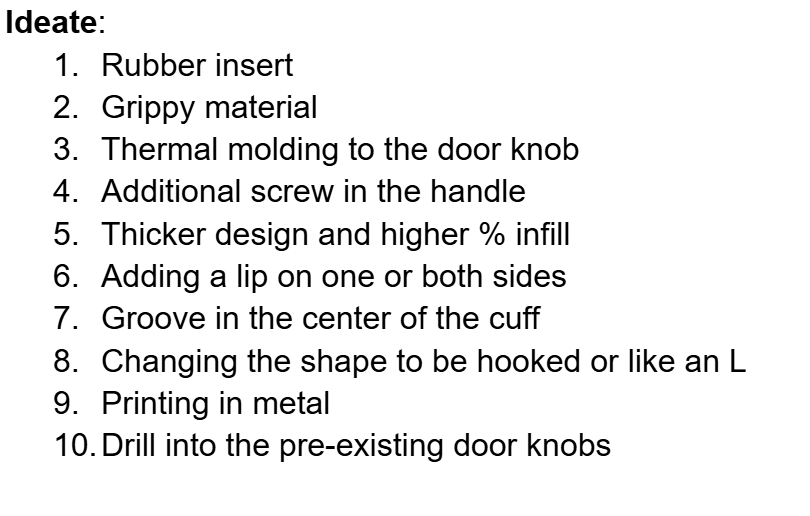 Ideate:
1. Rubber insert
2. Grippy material
3. Thermal molding to the door knob
4. Additional screw in the handle
5. Thicker design and higher % infill
6. Adding a lip on one or both sides
7. Groove in the center of the cuff
8. Changing the shape to be hooked or like an L
9. Printing in metal
10. Drill into the pre-existing door knobs